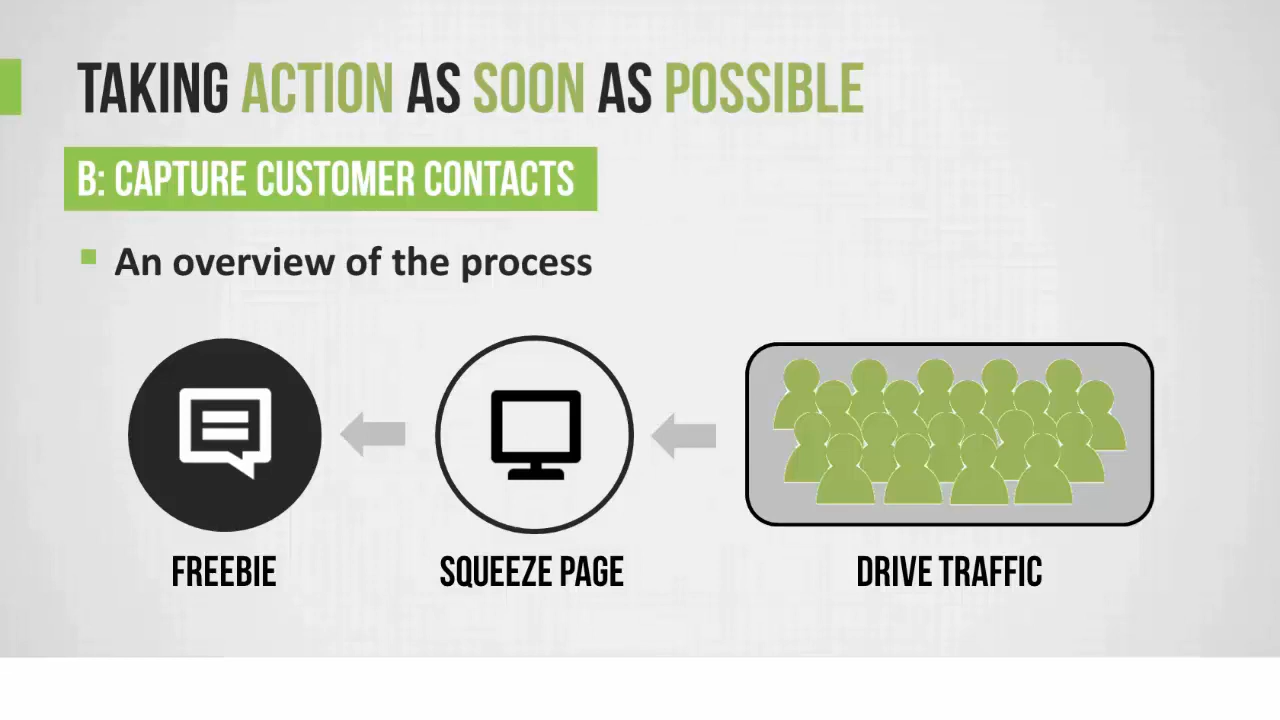 TAKING ACTION AS SOON AS POSSIBLE
B: CAPTURE CUSTOMER CONTACTS
An overview of the process
FREEBIE
SQUEEZE PAGE
DRIVE TRAFFIC